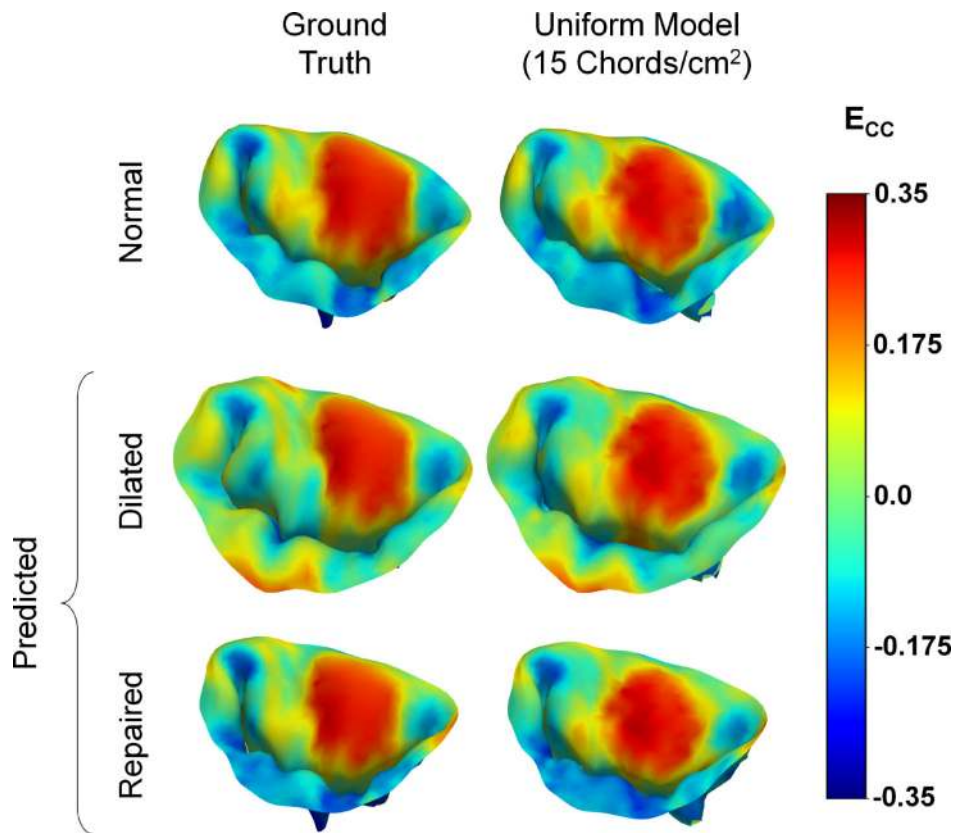 Ground
Truth
Uniform Model
(15 Chords/cm²)
E_CC
Normal
0.35
0.175
Dilated
0.0
Predicted
-0.175
Repaired
-0.35